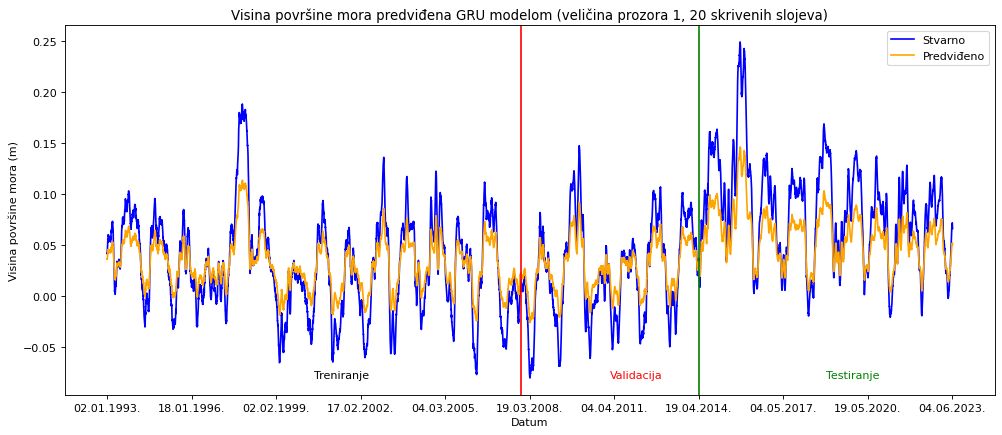 Visina površine mora predviđena GRU modelom (veličina prozora 1, 20 skrivenih slojeva)
Stvarno
Predviđeno
Visina površine mora (m)
0.25
0.20
0.15
0.10
0.05
0.00
−0.05
Treniranje
Validacija
Testiranje
02.01.1993.
18.01.1996.
02.02.1999.
17.02.2002.
04.03.2005.
19.03.2008.
04.04.2011.
19.04.2014.
04.05.2017.
19.05.2020.
04.06.2023.
Datum